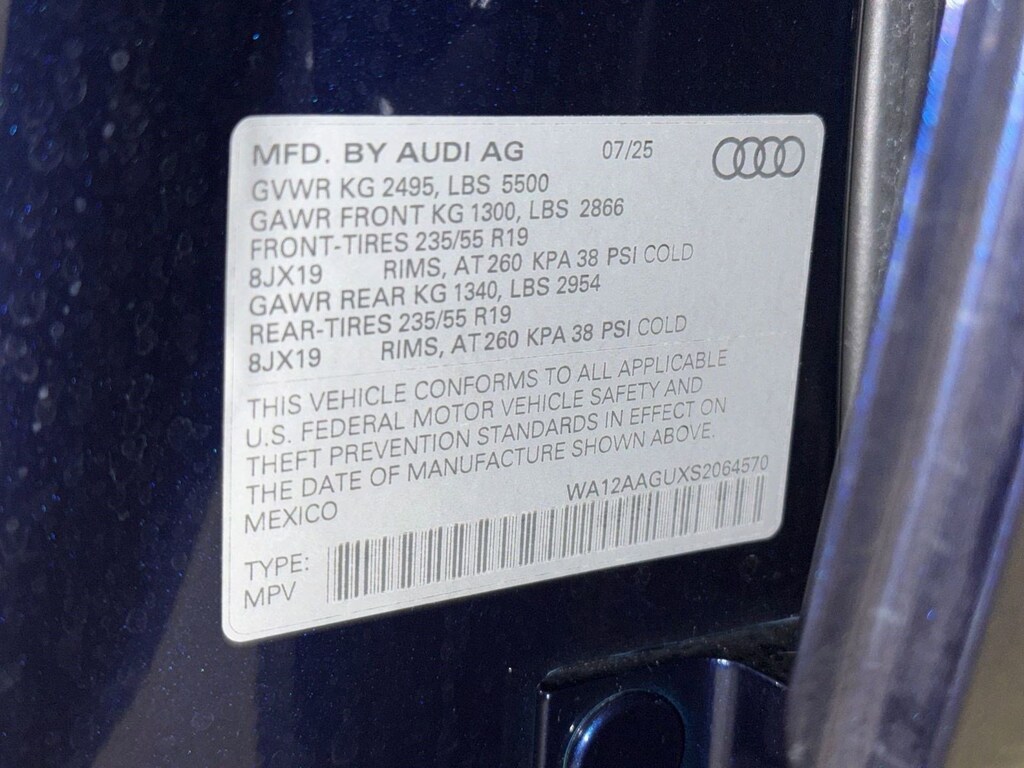 MFD. BY AUDI AG 07/25
GVWR KG 2495, LBS 5500
GAWR FRONT KG 1300, LBS 2866
FRONT-TIRES 235/55 R19
8JX19 RIMS, AT 260 KPA 38 PSI COLD
GAWR REAR KG 1340, LBS 2954
REAR-TIRES 235/55 R19
8JX19 RIMS, AT 260 KPA 38 PSI COLD
THIS VEHICLE CONFORMS TO ALL APPLICABLE
U.S. FEDERAL MOTOR VEHICLE SAFETY AND
THEFT PREVENTION STANDARDS IN EFFECT ON
THE DATE OF MANUFACTURE SHOWN ABOVE.
MEXICO WA12AAGUXS2064570
TYPE:
MPV